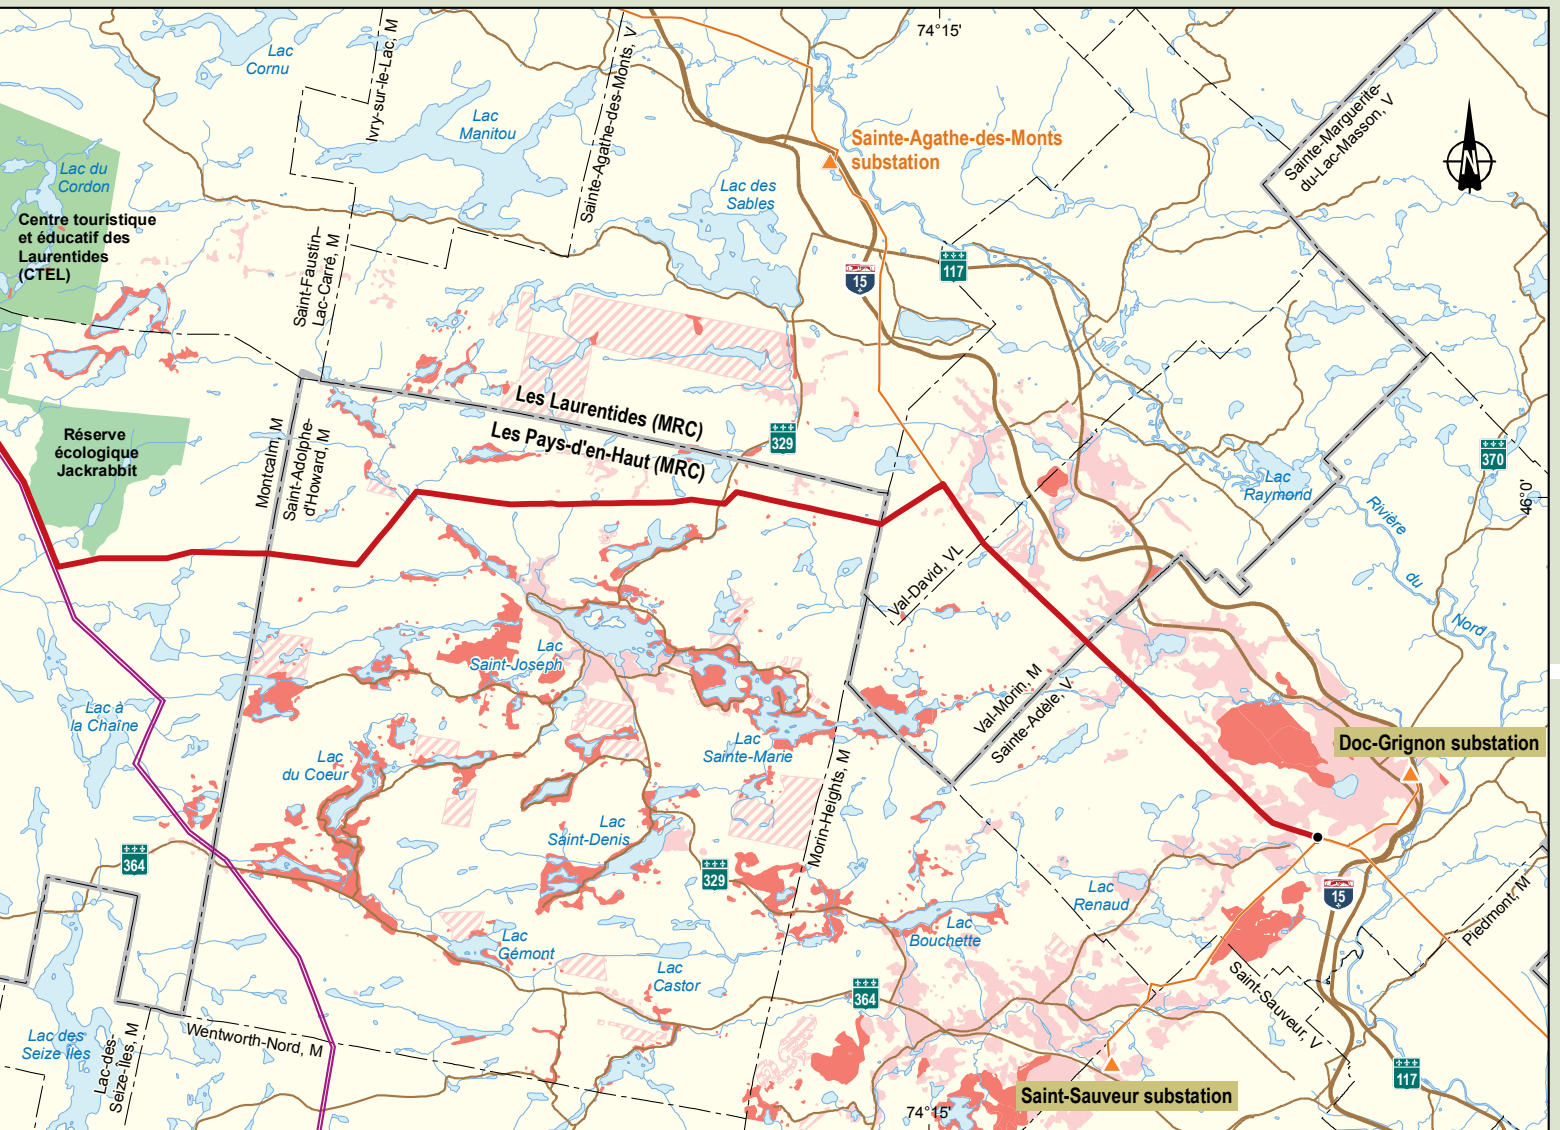 74°15'
Lac
Cornu
Ivry-sur-le-Lac, M
Sainte-Agathe-des-Monts, V
Lac
Manitou
Sainte-Agathe-des-Monts
substation
Sainte-Marguerite-
du-Lac-Masson, V
N
Lac du
Cordon
Lac des
Sables
Centre touristique
et éducatif des
Laurentides
(CTEL)
Saint-Faustin–
Lac-Carré, M
15
117
Les Laurentides (MRC)
Les Pays-d'en-Haut (MRC)
329
370
Réserve
écologique
Jackrabbit
Montcalm, M
Saint-Adolphe-
d'Howard, M
Lac
Raymond
46°0'
Rivière
du
Nord
Val-David, VL
Lac
Saint-Joseph
Val-Morin, M
Sainte-Adèle, V
Lac à
la Chaîne
Lac
Sainte-Marie
Doc-Grignon substation
Lac
du Coeur
Morin-Heights, M
Lac
Saint-Denis
364
329
Lac
Renaud
15
Piedmont, M
Lac
Bouchette
Lac
Gémont
Lac
Castor
364
Saint-Sauveur, V
Lac des
Seize Îles
Lac-des-
Seize-Îles, M
Wentworth-Nord, M
117
Saint-Sauveur substation
74°15'